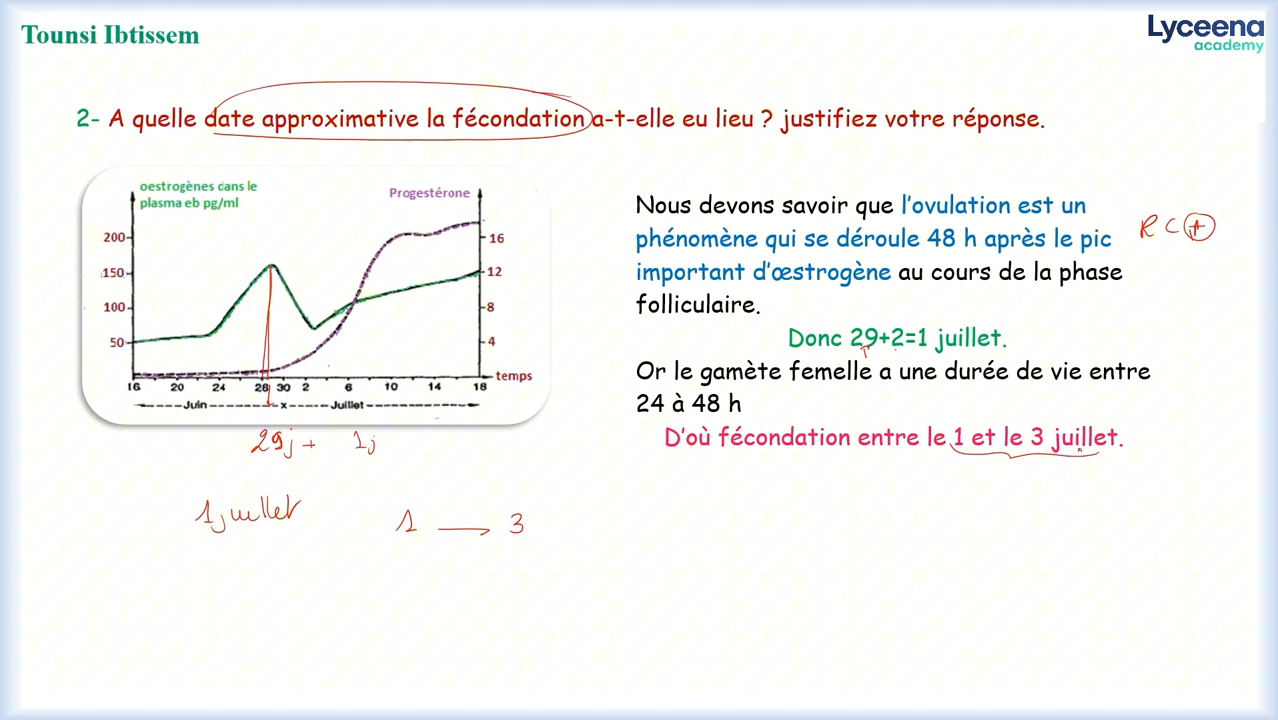 Tounsi Ibtissem
Lyceena
academy
2- A quelle date approximative la fécondation a-t-elle eu lieu ? justifiez votre réponse.
oestrogènes dans le
plasma eb pg/ml
Progestérone
200
150
100
50
16
12
8
4
temps
16 20 24 28 30 2 6 10 14 18
Juin x Juillet
29j + 1j
1 juillet 1 → 3
Nous devons savoir que l'ovulation est un
phénomène qui se déroule 48 h après le pic
important d'œstrogène au cours de la phase
folliculaire.
Donc 29+2=1 juillet.
Or le gamète femelle a une durée de vie entre
24 à 48 h
D'où fécondation entre le 1 et le 3 juillet.
R C +